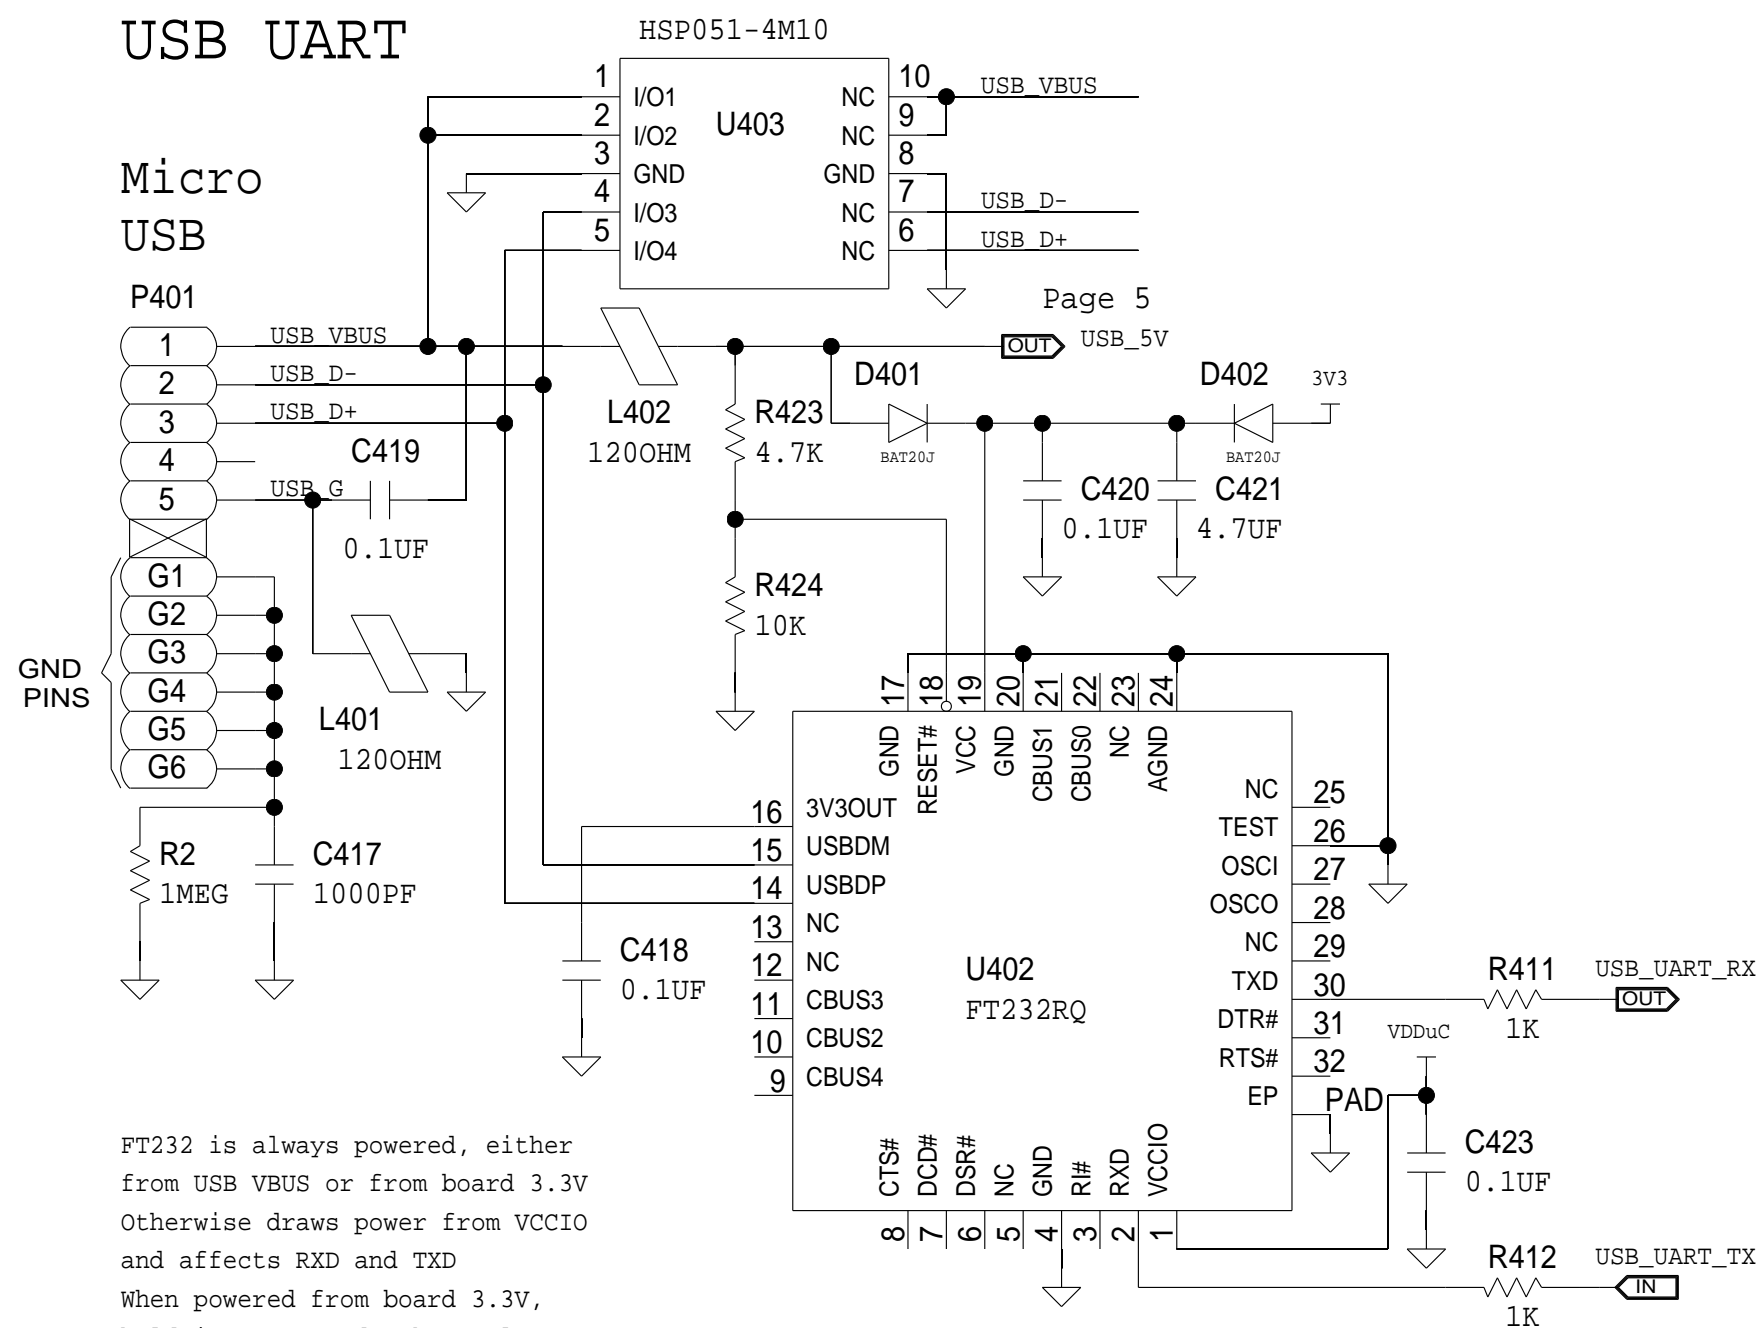 USB UART
HSP051-4M10
U403
1 I/O1
2 I/O2
3 GND
4 I/O3
5 I/O4
10 NC
9 NC
8 GND
7 NC
6 NC
USB_VBUS
USB_D-
USB_D+
Micro
USB
P401
1 USB_VBUS
2 USB_D-
3 USB_D+
4
5 USB_G
G1
G2
G3
G4
G5
G6
GND
PINS
C419
0.1UF
L401
120OHM
R2
1MEG
C417
1000PF
L402
120OHM
Page 5
OUT USB_5V
R423
4.7K
R424
10K
D401
BAT20J
D402
BAT20J
3V3
C420
0.1UF
C421
4.7UF
17 GND
18 RESET#
19 VCC
20 GND
21 CBUS1
22 CBUS0
23 NC
24 AGND
16 3V3OUT
15 USBDM
14 USBDP
13 NC
12 NC
11 CBUS3
10 CBUS2
9 CBUS4
C418
0.1UF
U402
FT232RQ
NC 25
TEST 26
OSCI 27
OSCO 28
NC 29
TXD 30
DTR# 31
RTS# 32
EP PAD
CTS# 8
DCD# 7
DSR# 6
NC 5
GND 4
RI# 3
RXD 2
VCCIO 1
R411
1K
USB_UART_RX
OUT
VDDuC
C423
0.1UF
R412
1K
USB_UART_TX
IN
FT232 is always powered, either
from USB VBUS or from board 3.3V
Otherwise draws power from VCCIO
and affects RXD and TXD
When powered from board 3.3V,